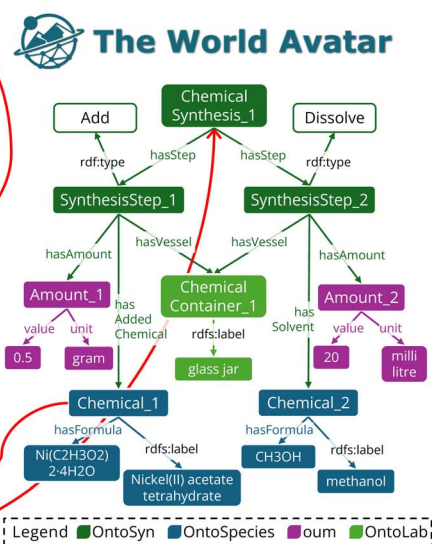 The World Avatar
Chemical
Synthesis_1
Add
Dissolve
hasStep
hasStep
rdf:type
rdf:type
SynthesisStep_1
SynthesisStep_2
hasVessel
hasVessel
hasAmount
hasAmount
Amount_1
Chemical
Container_1
Amount_2
has
Added
Chemical
has
Solvent
value
unit
rdfs:label
value
unit
0.5
gram
glass jar
20
milli
litre
Chemical_1
Chemical_2
hasFormula
rdfs:label
hasFormula
rdfs:label
Ni(C2H3O2)
2·4H2O
Nickel(II) acetate
tetrahydrate
CH3OH
methanol
Legend OntoSyn OntoSpecies oum OntoLab